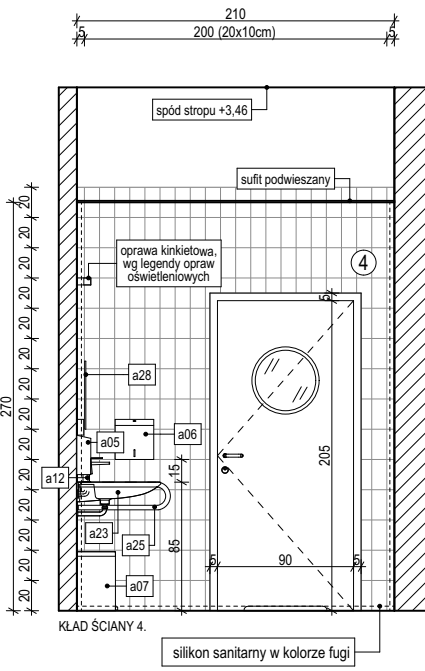 210
5
200 (20x10cm)
5
spód stropu +3,46
sufit podwieszany
oprawa kinkietowa,
wg legendy opraw
oświetleniowych
4
5
20
20
20
20
20
20
20
20
20
20
20
20
20
20
270
a28
a05
a06
a12
15
205
a23
a25
85
5
90
5
a07
KŁAD ŚCIANY 4.
silikon sanitarny w kolorze fugi